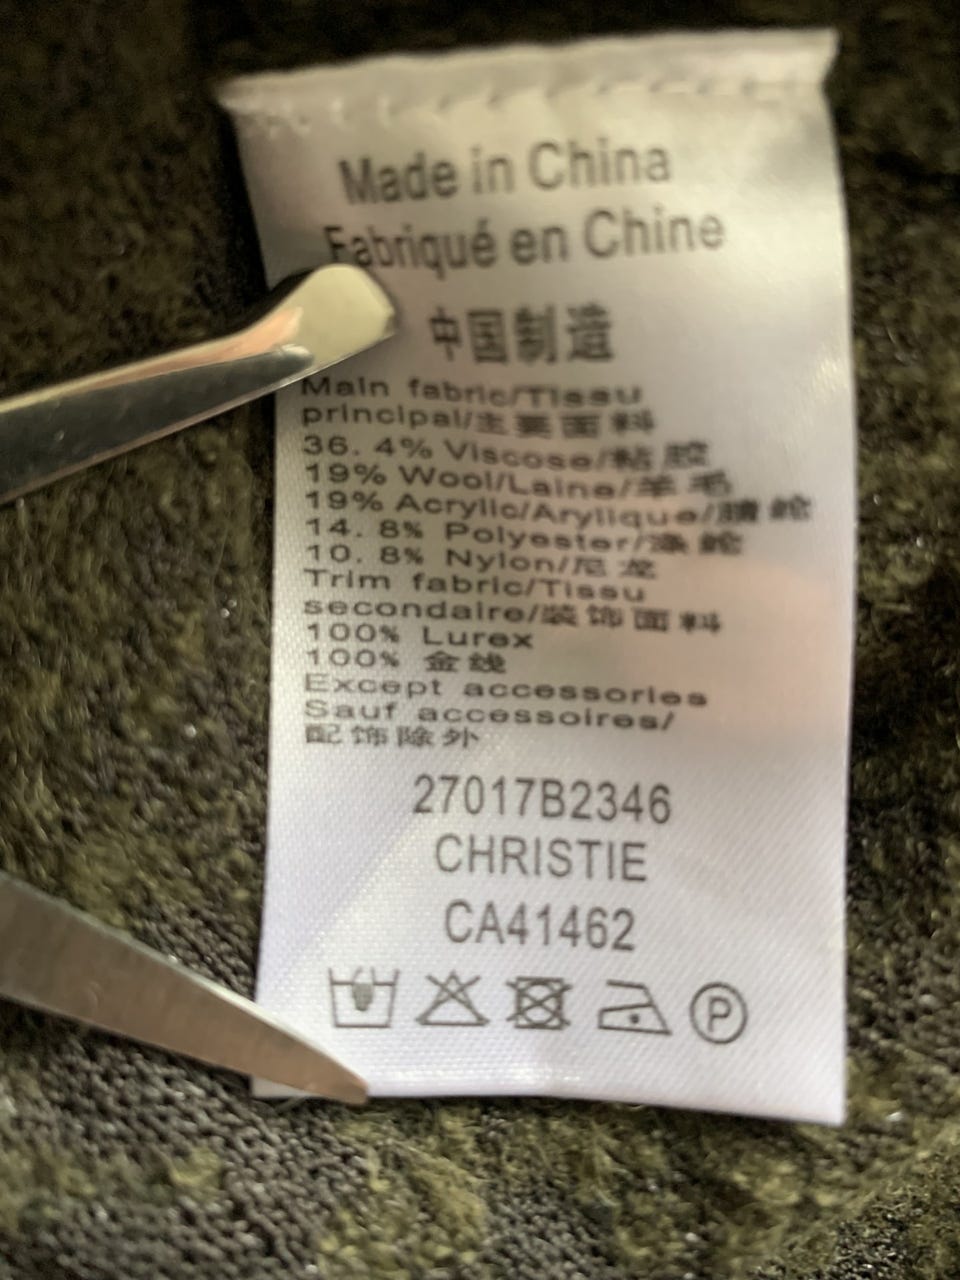 Made in China
Fabriqué en Chine
中国制造
Main fabric/Tissu
principal/主要面料
36.4% Viscose/粘胶
19% Wool/Laine/羊毛
19% Acrylic/Arylique/腈纶
14.8% Polyester/涤纶
10.8% Nylon/尼龙
Trim fabric/Tissu
secondaire/装饰面料
100% Lurex
100% 金线
Except accessories
Sauf accessoires/
配饰除外
27017B2346
CHRISTIE
CA41462
P